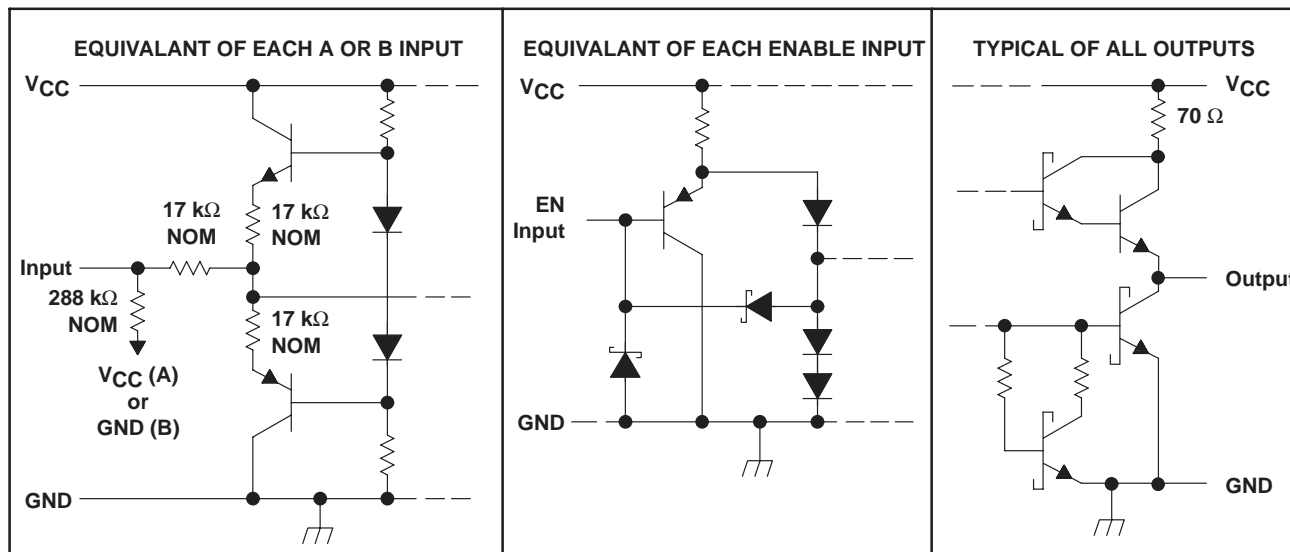 EQUIVALANT OF EACH A OR B INPUT
VCC
17 kΩ
NOM
17 kΩ
NOM
Input
288 kΩ
NOM
17 kΩ
NOM
VCC (A)
or
GND (B)
GND
EQUIVALANT OF EACH ENABLE INPUT
VCC
EN
Input
GND
TYPICAL OF ALL OUTPUTS
VCC
70 Ω
Output
GND